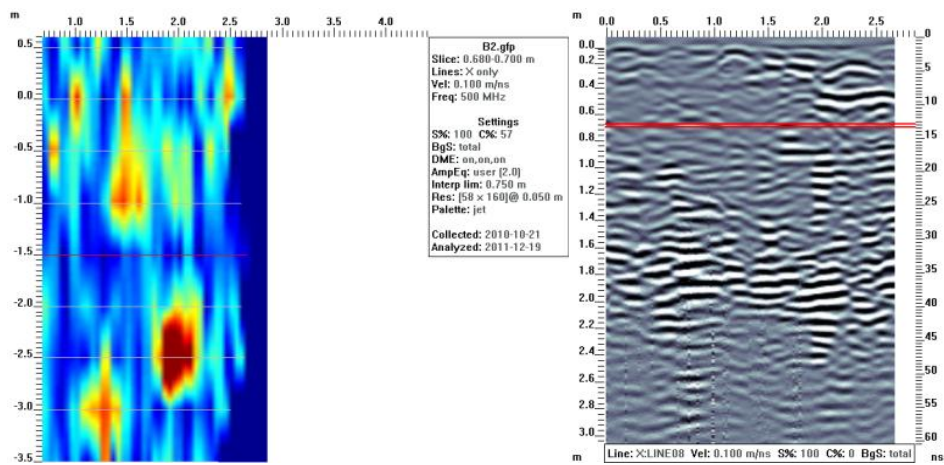 m
1.0 2.0 3.0 4.0
0.5
0.0
-0.5
-1.0
-1.5
-2.0
-2.5
-3.0
-3.5
B2.gfp
Slice: 0.680-0.700 m
Lines: X only
Vel: 0.100 m/ns
Freq: 500 MHz
Settings
S%: 100 C%: 57
BgS: total
DME: on,on,on
AmpEq: user [2.0]
Interp lim: 0.750 m
Res: [58 x 160]@ 0.050 m
Palette: jet
Collected: 2010-10-21
Analyzed: 2011-12-19
m 0.0 0.5 1.0 1.5 2.0 2.5 ns
0.0
0.2
0.4
0.6
0.8
1.0
1.2
1.4
1.6
1.8
2.0
2.2
2.4
2.6
2.8
3.0
m
0
5
10
15
20
25
30
35
40
45
50
55
60
ns
Line: X:LINE08 Vel: 0.100 m/ns S%: 100 C%: 0 BgS: total